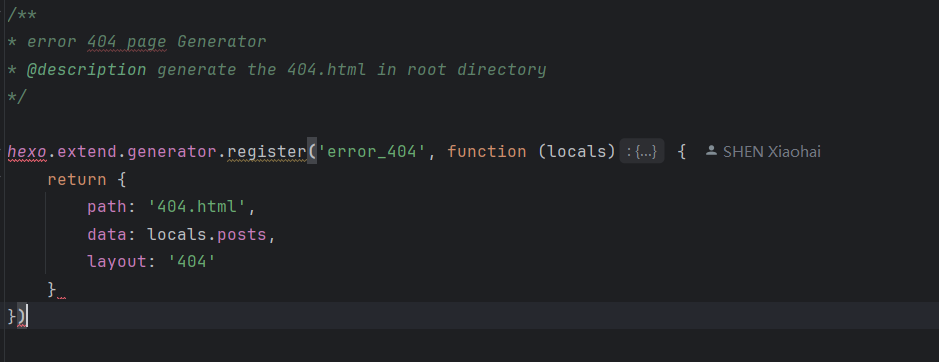 /**
* error 404 page Generator
* @description generate the 404.html in root directory
*/
hexo.extend.generator.register('error_404', function (locals) : {...} { SHEN Xiaohai
return {
path: '404.html',
data: locals.posts,
layout: '404'
}
})